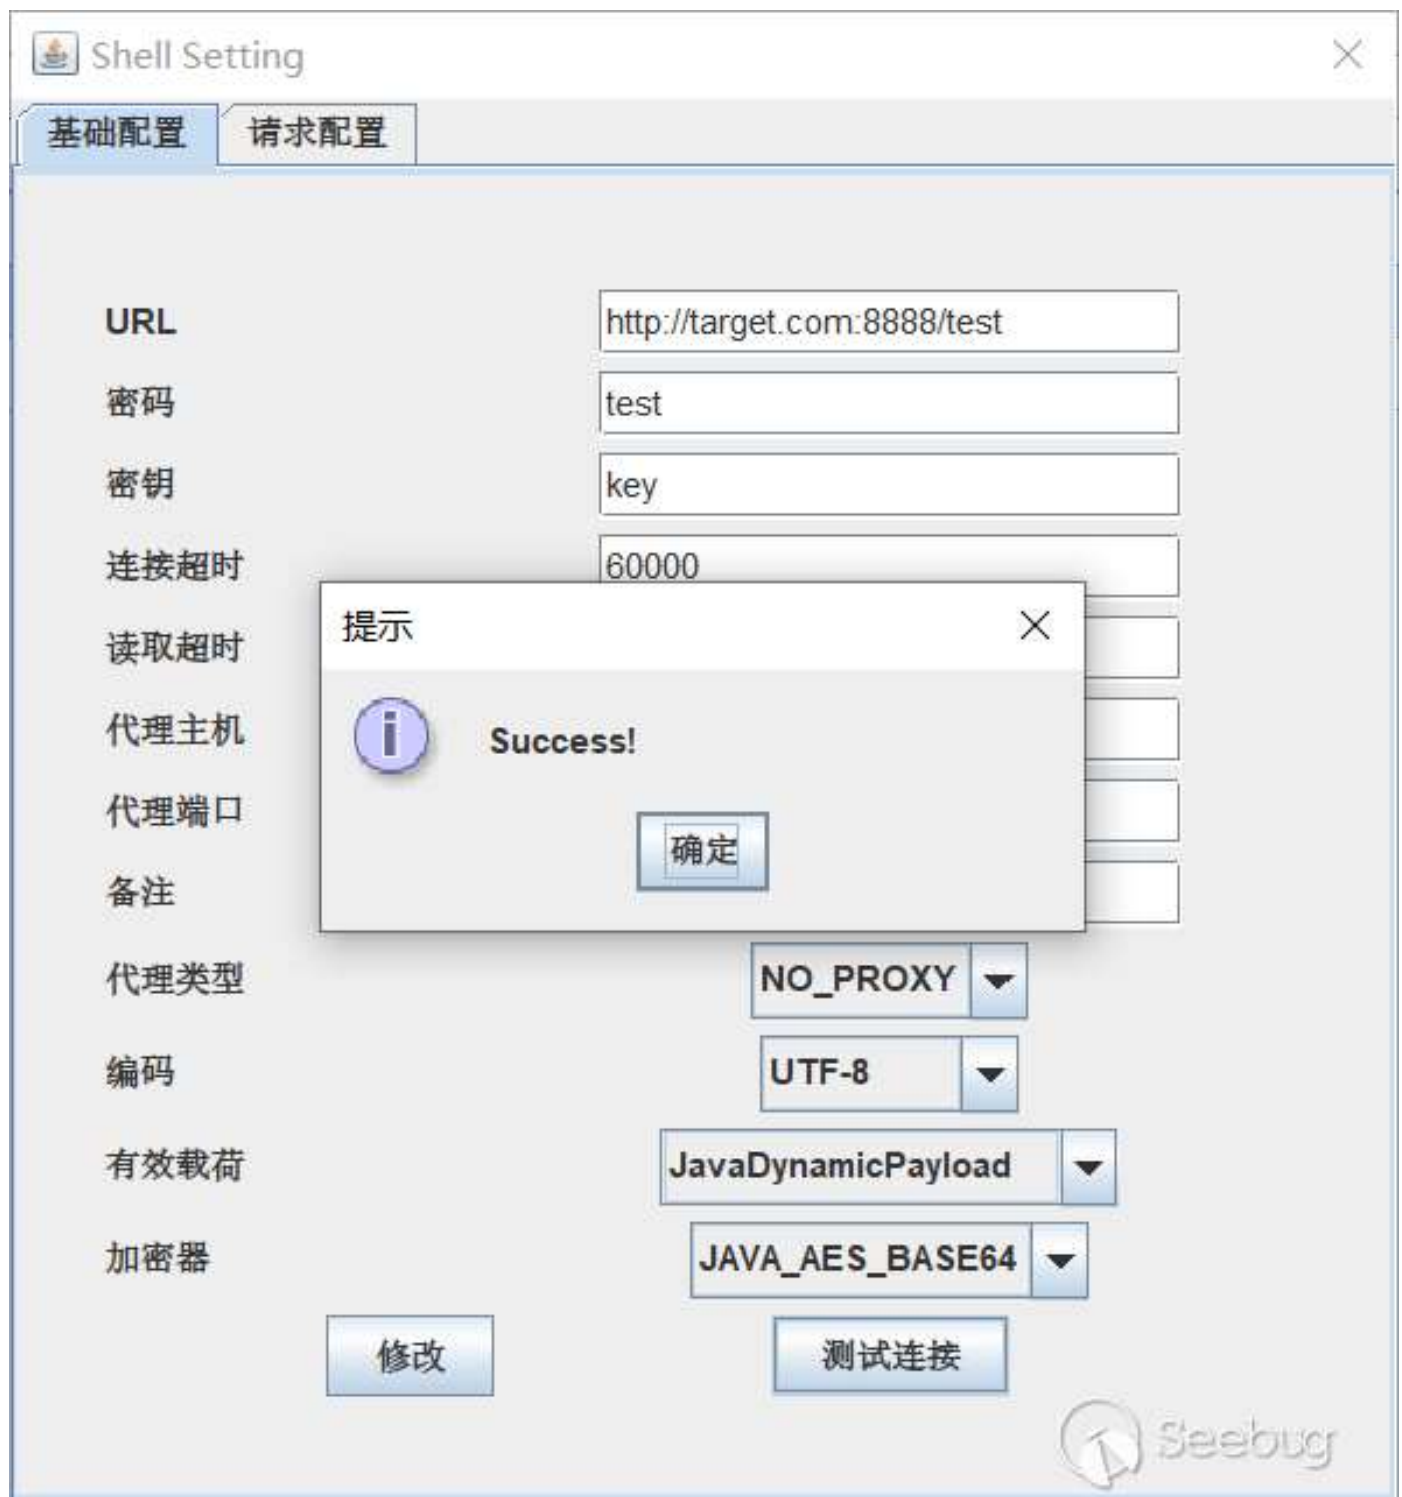 Shell Setting
基础配置 请求配置
URL http://target.com:8888/test
密码 test
密钥 key
连接超时 60000
提示
读取超时
代理主机
Success!
代理端口
确定
备注
代理类型 NO_PROXY
编码 UTF-8
有效载荷 JavaDynamicPayload
加密器 JAVA_AES_BASE64
修改 测试连接
Seebug